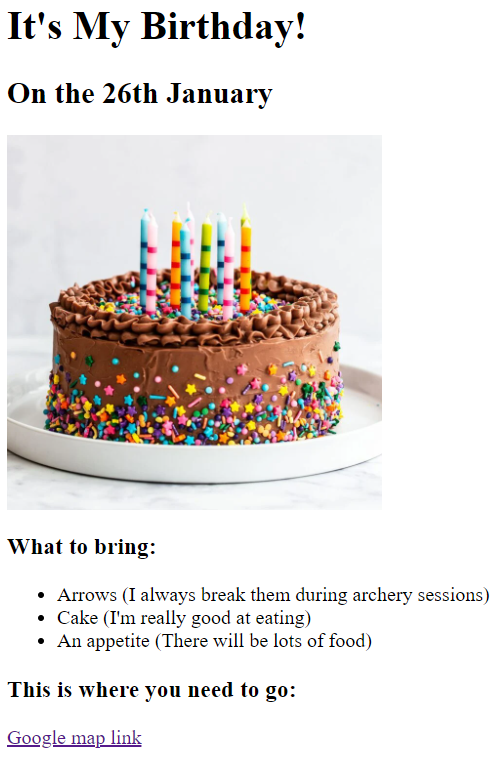 It's My Birthday!
On the 26th January
What to bring:
Arrows (I always break them during archery sessions)
Cake (I'm really good at eating)
An appetite (There will be lots of food)
This is where you need to go:
Google map link